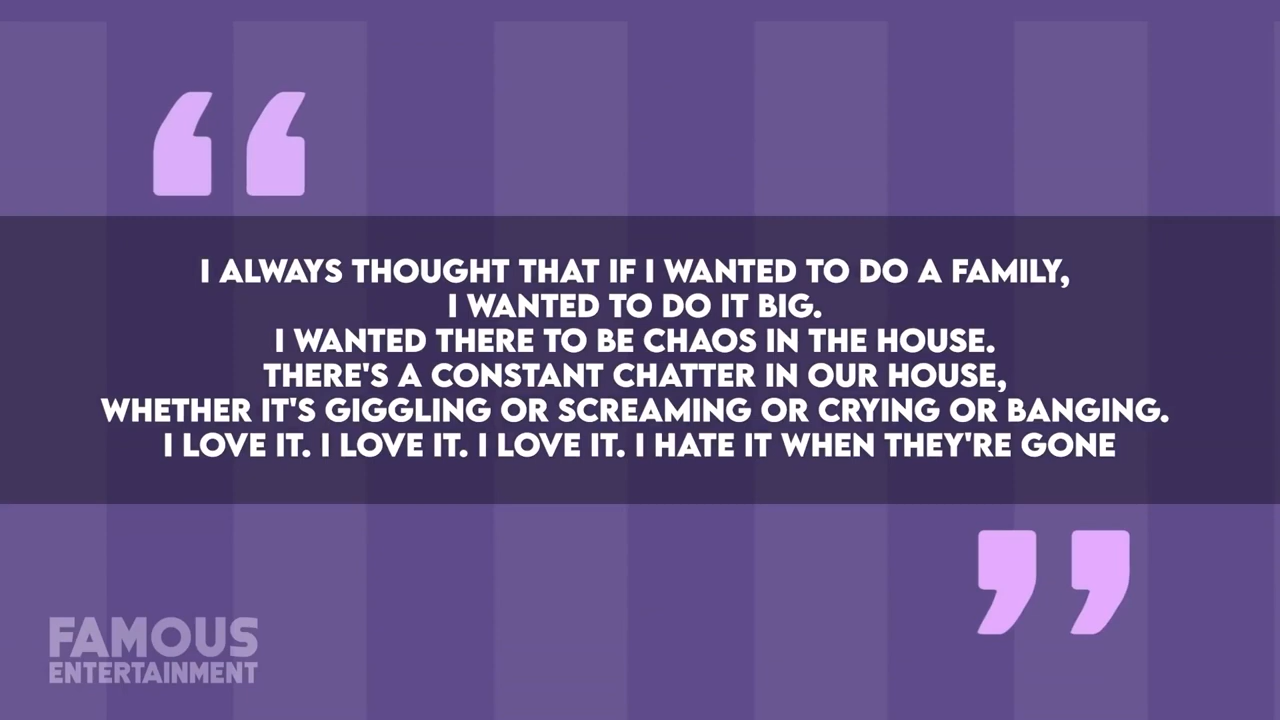 I ALWAYS THOUGHT THAT IF I WANTED TO DO A FAMILY,
I WANTED TO DO IT BIG.
I WANTED THERE TO BE CHAOS IN THE HOUSE.
THERE'S A CONSTANT CHATTER IN OUR HOUSE,
WHETHER IT'S GIGGLING OR SCREAMING OR CRYING OR BANGING.
I LOVE IT. I LOVE IT. I LOVE IT. I HATE IT WHEN THEY'RE GONE
FAMOUS
ENTERTAINMENT